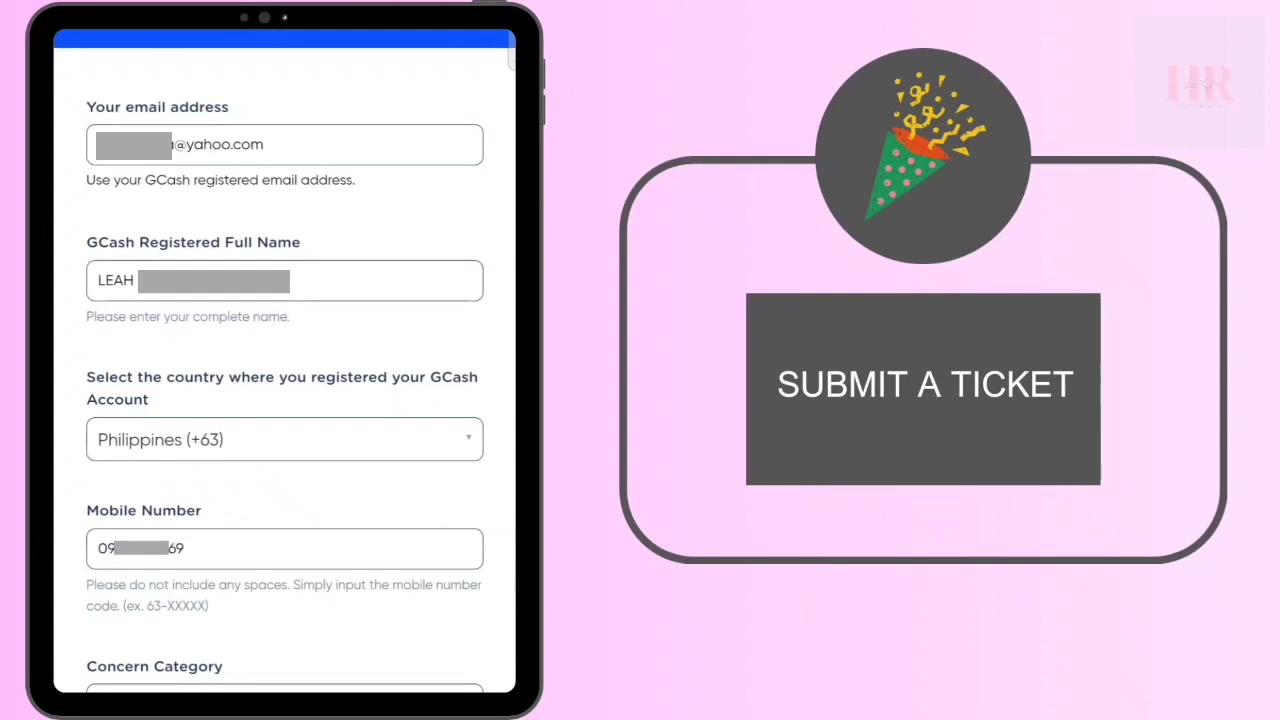 Your email address
@yahoo.com
Use your GCash registered email address.
GCash Registered Full Name
LEAH
Please enter your complete name.
Select the country where you registered your GCash
Account
Philippines (+63)
Mobile Number
09 69
Please do not include any spaces. Simply input the mobile number
code. (ex. 63-XXXXX)
Concern Category
HR
SUBMIT A TICKET